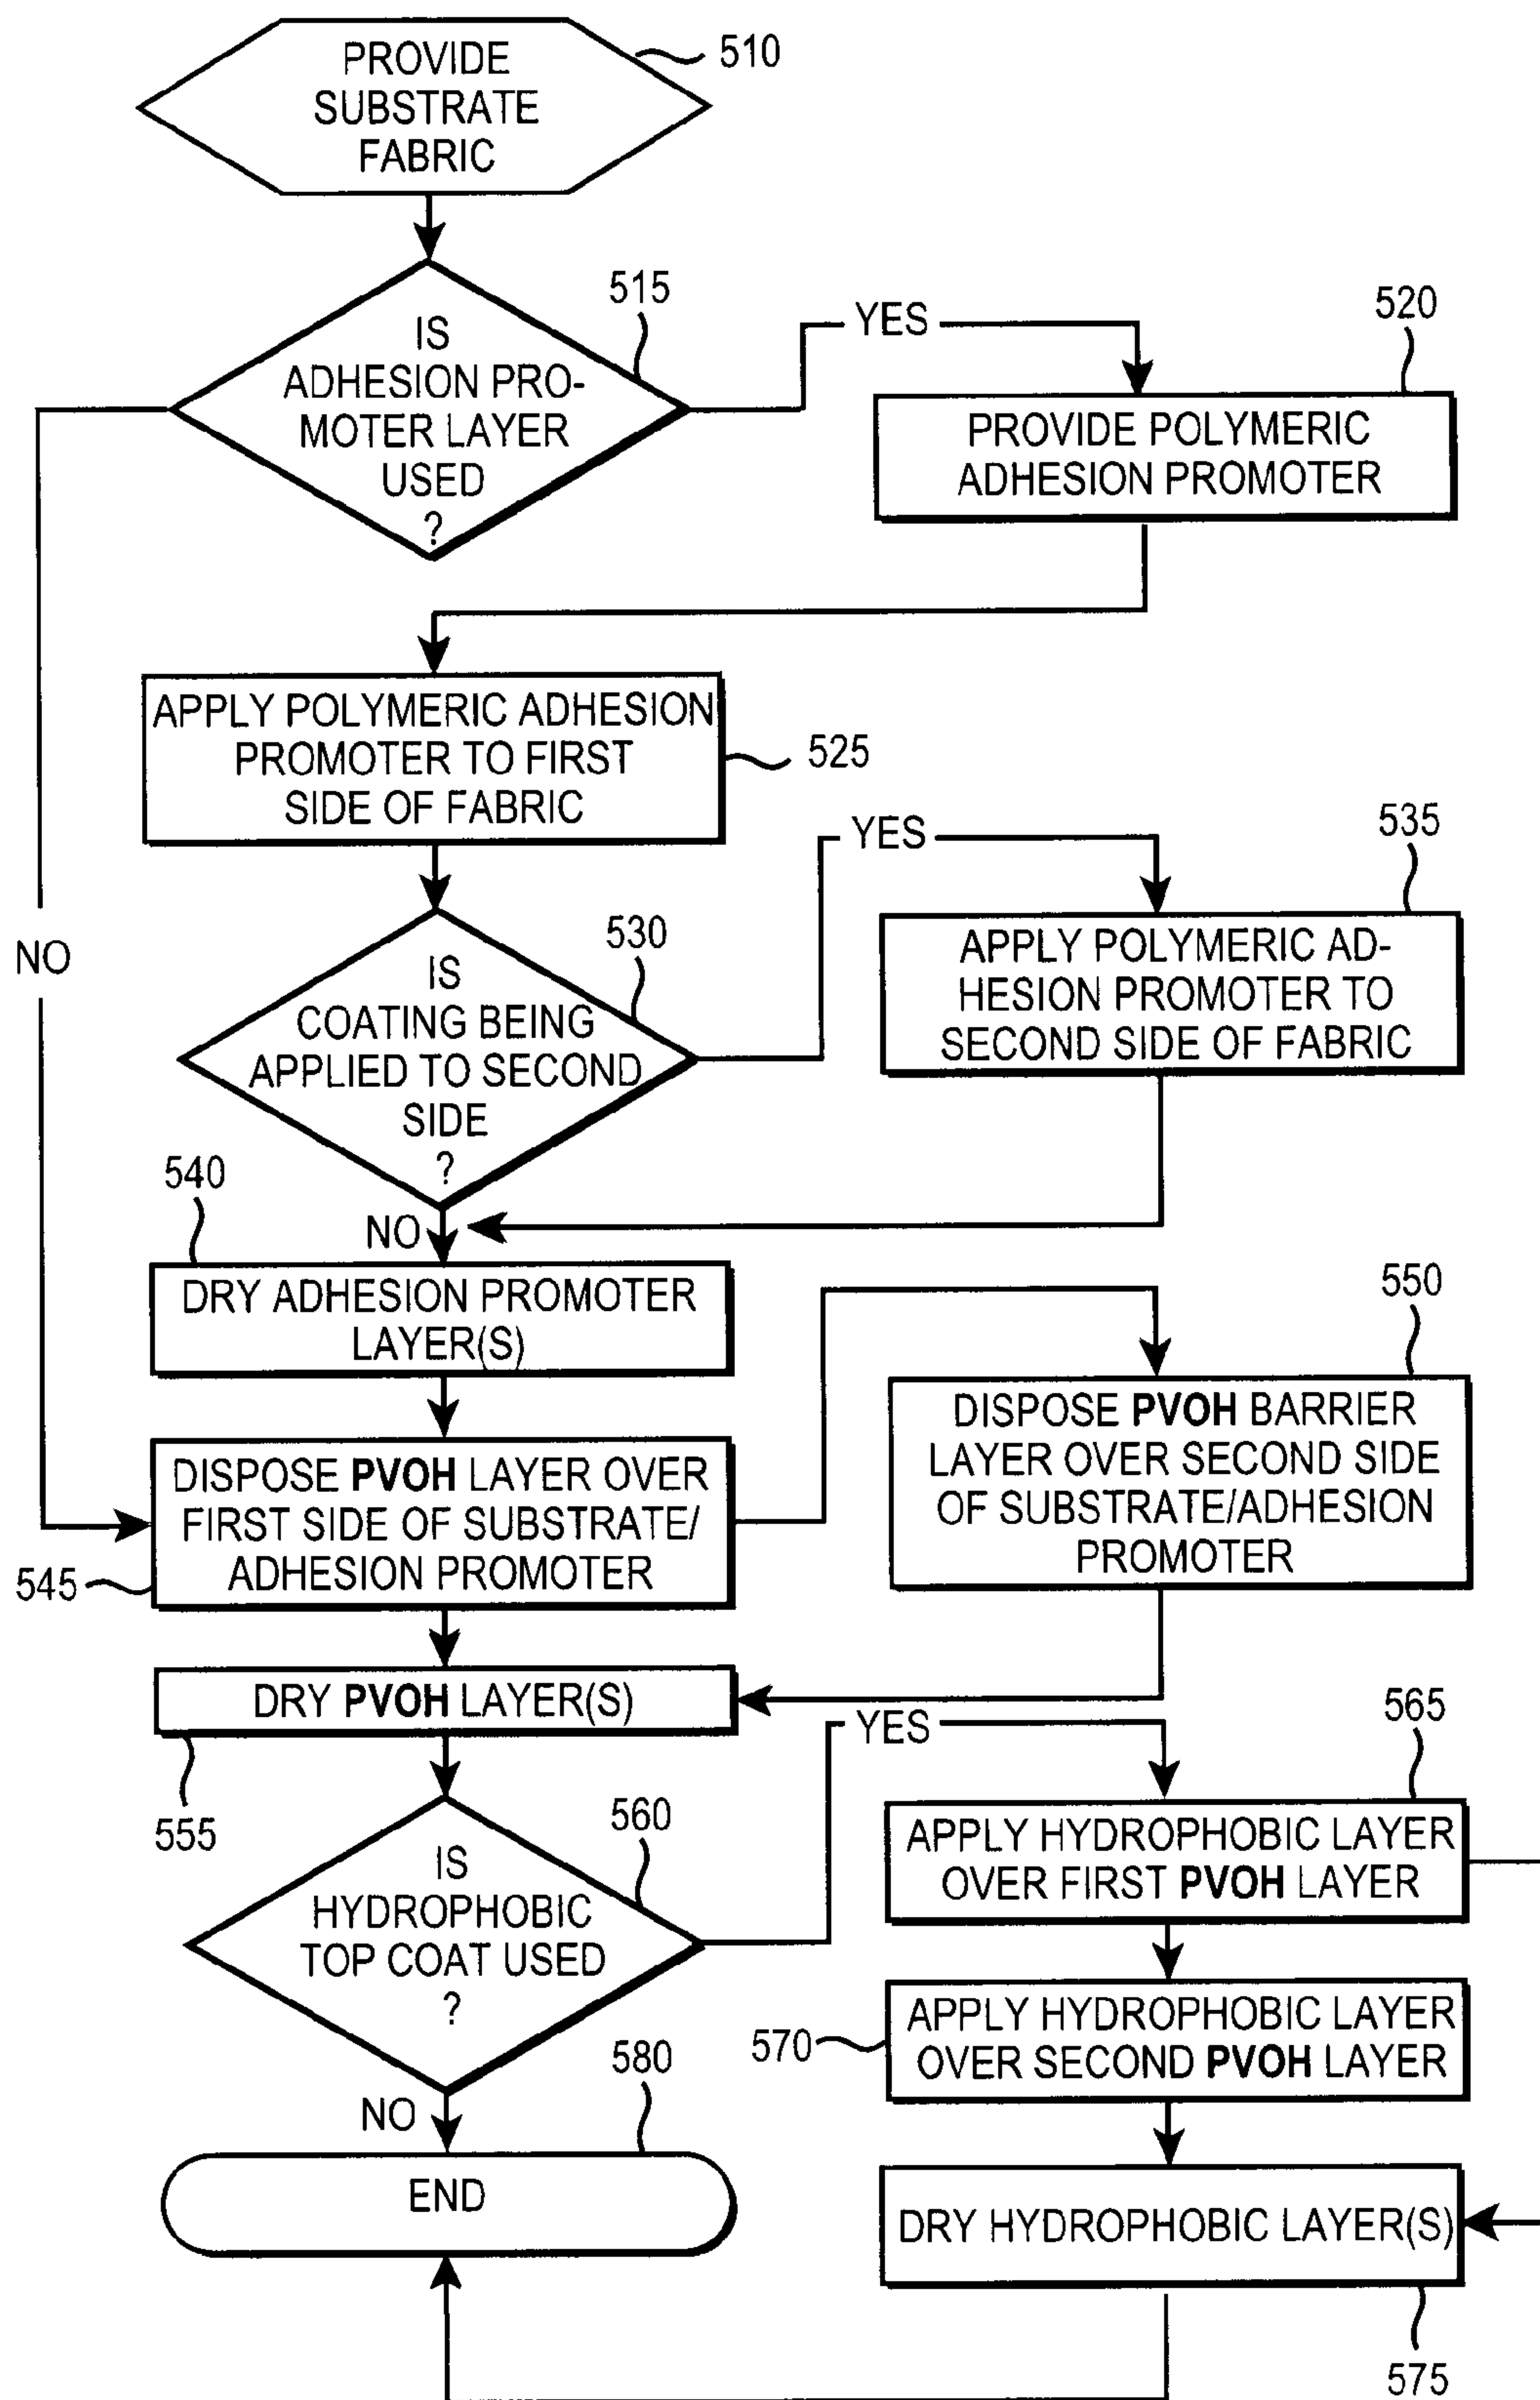 PROVIDE
SUBSTRATE
FABRIC
510
IS
ADHESION PRO-
MOTER LAYER
USED
?
515
YES
520
PROVIDE POLYMERIC
ADHESION PROMOTER
APPLY POLYMERIC ADHESION
PROMOTER TO FIRST
SIDE OF FABRIC
525
NO
IS
COATING BEING
APPLIED TO SECOND
SIDE
?
530
YES
535
APPLY POLYMERIC AD-
HESION PROMOTER TO
SECOND SIDE OF FABRIC
NO
540
DRY ADHESION PROMOTER
LAYER(S)
DISPOSE PVOH LAYER OVER
FIRST SIDE OF SUBSTRATE/
ADHESION PROMOTER
545
550
DISPOSE PVOH BARRIER
LAYER OVER SECOND SIDE
OF SUBSTRATE/ADHESION
PROMOTER
DRY PVOH LAYER(S)
555
IS
HYDROPHOBIC
TOP COAT USED
?
560
YES
565
APPLY HYDROPHOBIC LAYER
OVER FIRST PVOH LAYER
570
APPLY HYDROPHOBIC LAYER
OVER SECOND PVOH LAYER
NO
580
END
DRY HYDROPHOBIC LAYER(S)
575